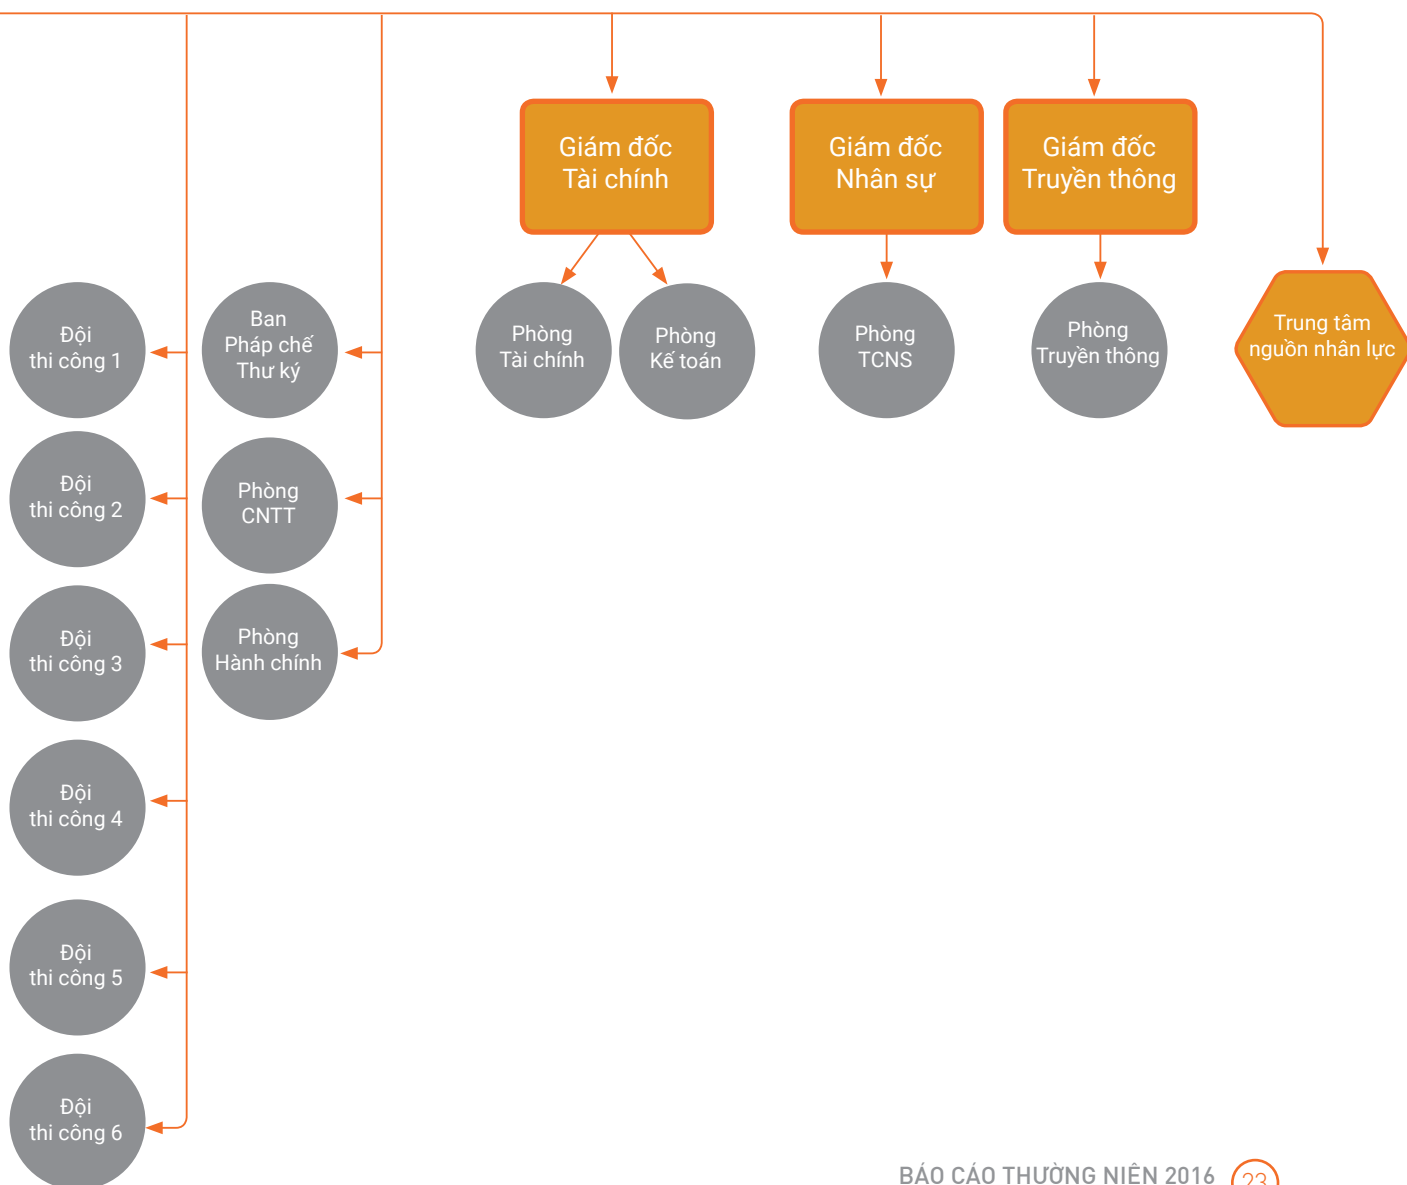 Giám đốc
Tài chính
Giám đốc
Nhân sự
Giám đốc
Truyền thông
Đội
thi công 1
Ban
Pháp chế
Thư ký
Phòng
Tài chính
Phòng
Kế toán
Phòng
TCNS
Phòng
Truyền thông
Trung tâm
nguồn nhân lực
Đội
thi công 2
Phòng
CNTT
Đội
thi công 3
Phòng
Hành chính
Đội
thi công 4
Đội
thi công 5
Đội
thi công 6
BÁO CÁO THƯỜNG NIÊN 2016 23